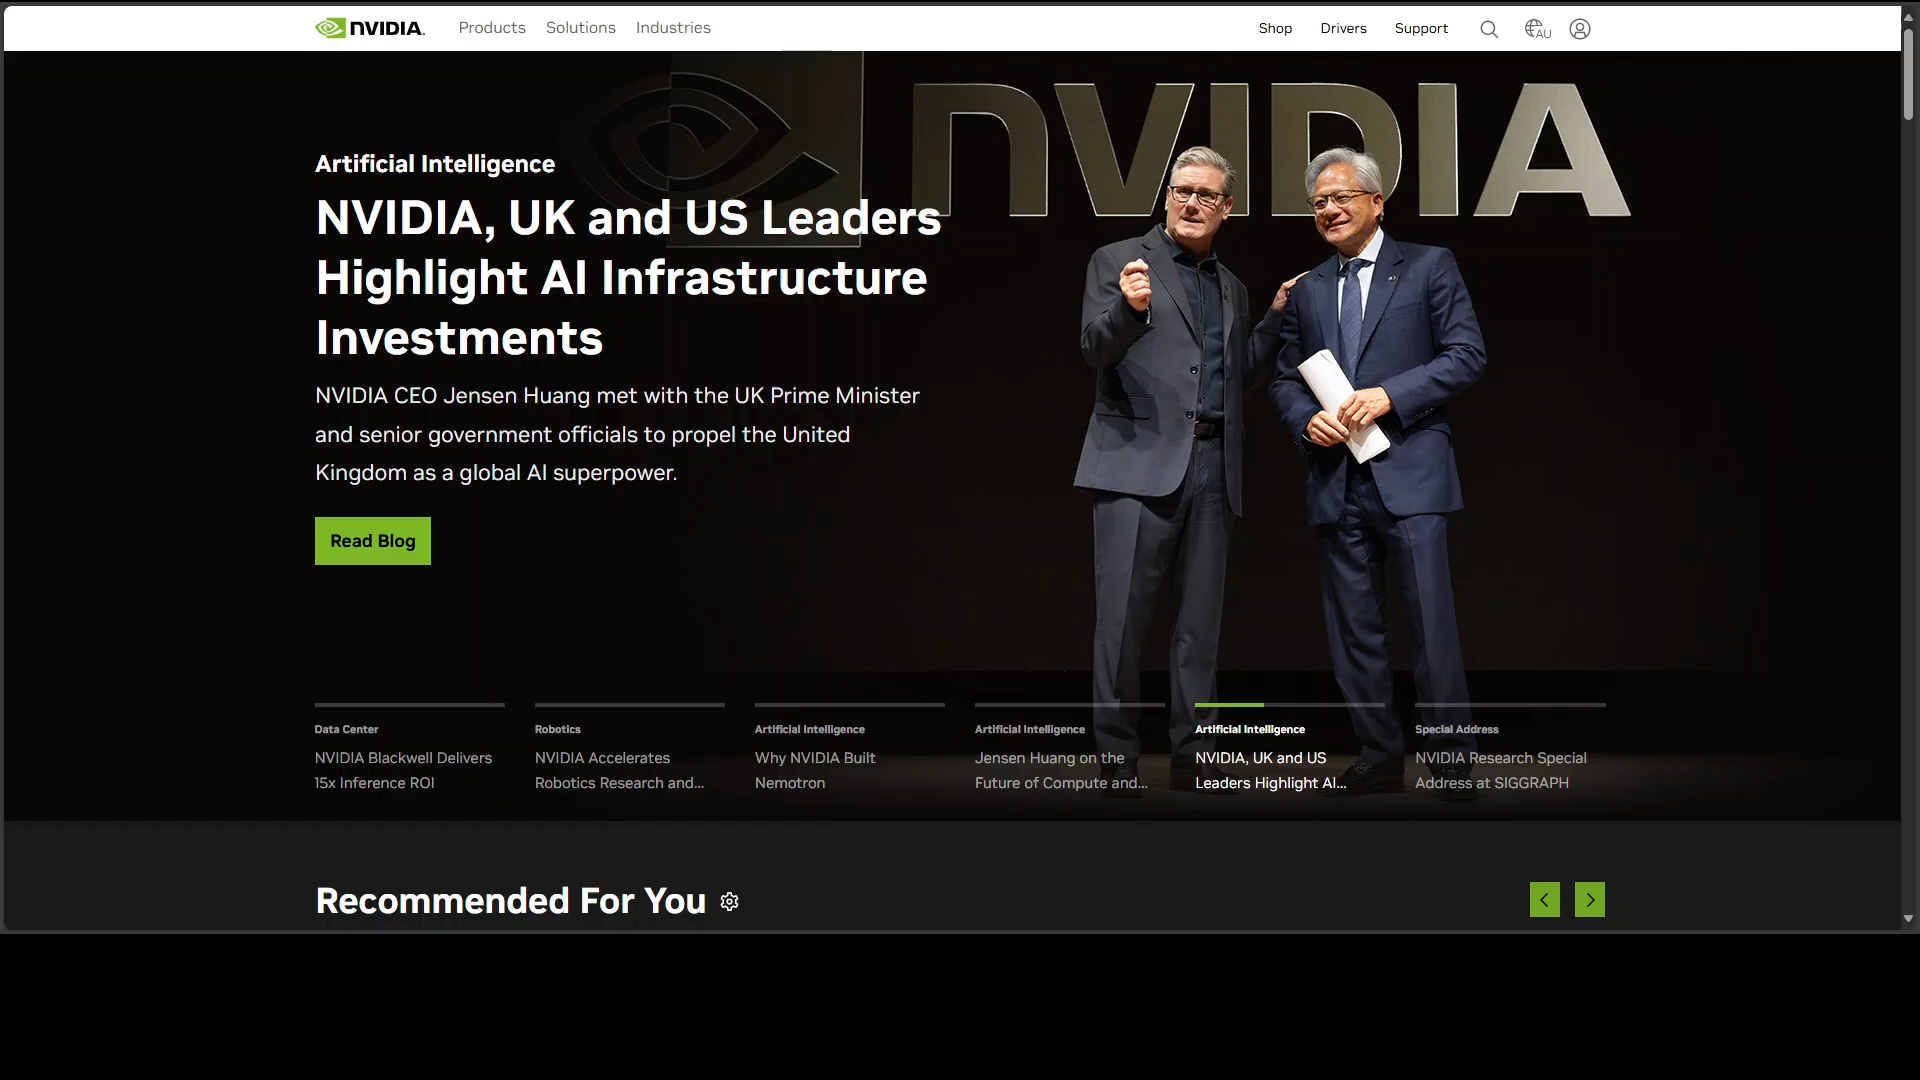 NVIDIA.
Products
Solutions
Industries
Shop
Drivers
Support
AU
NVIDIA
Artificial Intelligence
NVIDIA, UK and US Leaders
Highlight AI Infrastructure
Investments
NVIDIA CEO Jensen Huang met with the UK Prime Minister
and senior government officials to propel the United
Kingdom as a global AI superpower.
Read Blog
Data Center
NVIDIA Blackwell Delivers
15x Inference ROI
Robotics
NVIDIA Accelerates
Robotics Research and...
Artificial Intelligence
Why NVIDIA Built
Nemotron
Artificial Intelligence
Jensen Huang on the
Future of Compute and...
Artificial Intelligence
NVIDIA, UK and US
Leaders Highlight AI...
Special Address
NVIDIA Research Special
Address at SIGGRAPH
Recommended For You